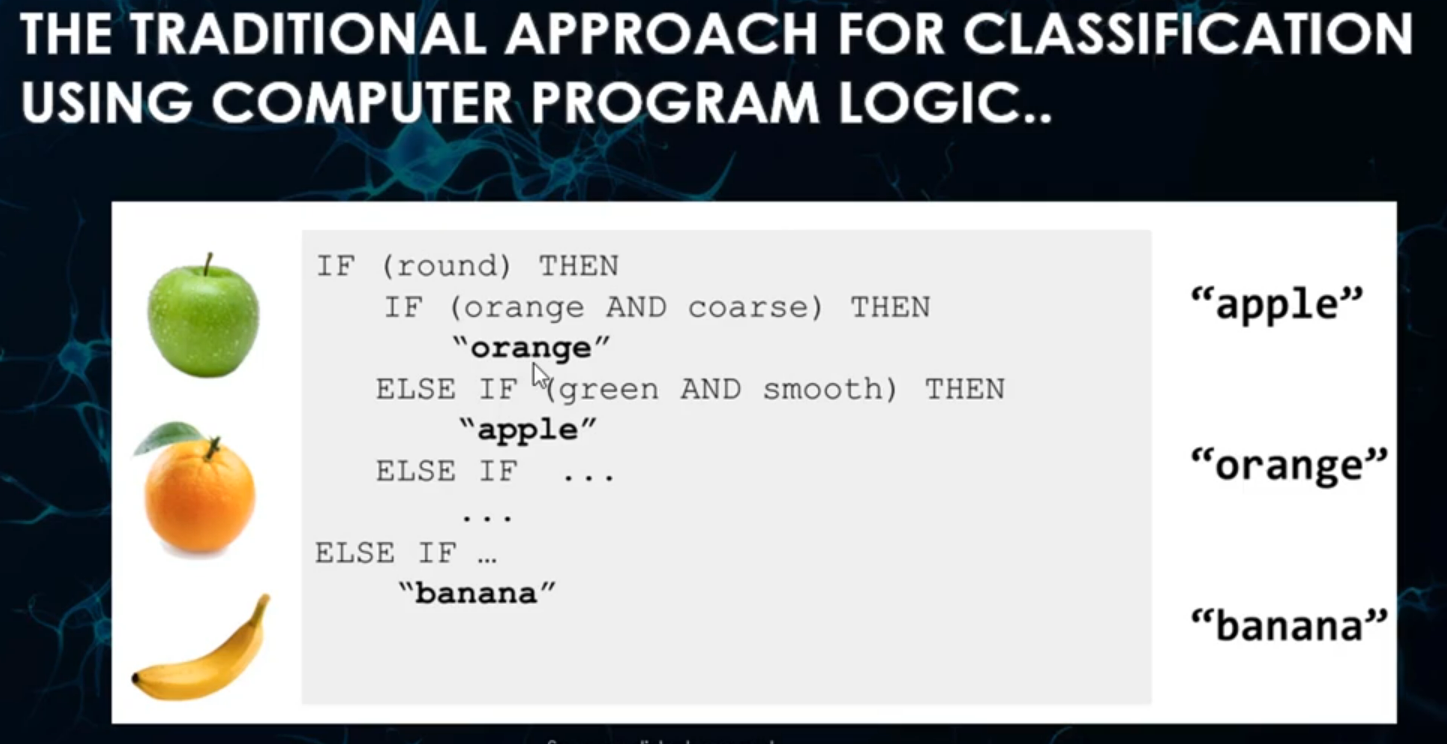 THE TRADITIONAL APPROACH FOR CLASSIFICATION
USING COMPUTER PROGRAM LOGIC..
IF (round) THEN
IF (orange AND coarse) THEN
“orange”
ELSE IF (green AND smooth) THEN
“apple”
ELSE IF ...
...
ELSE IF …
“banana”
“apple”
“orange”
“banana”